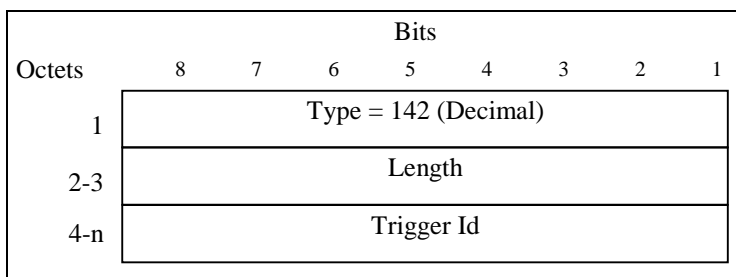 Bits
Octets 8 7 6 5 4 3 2 1
1 Type = 142 (Decimal)
2-3 Length
4-n Trigger Id